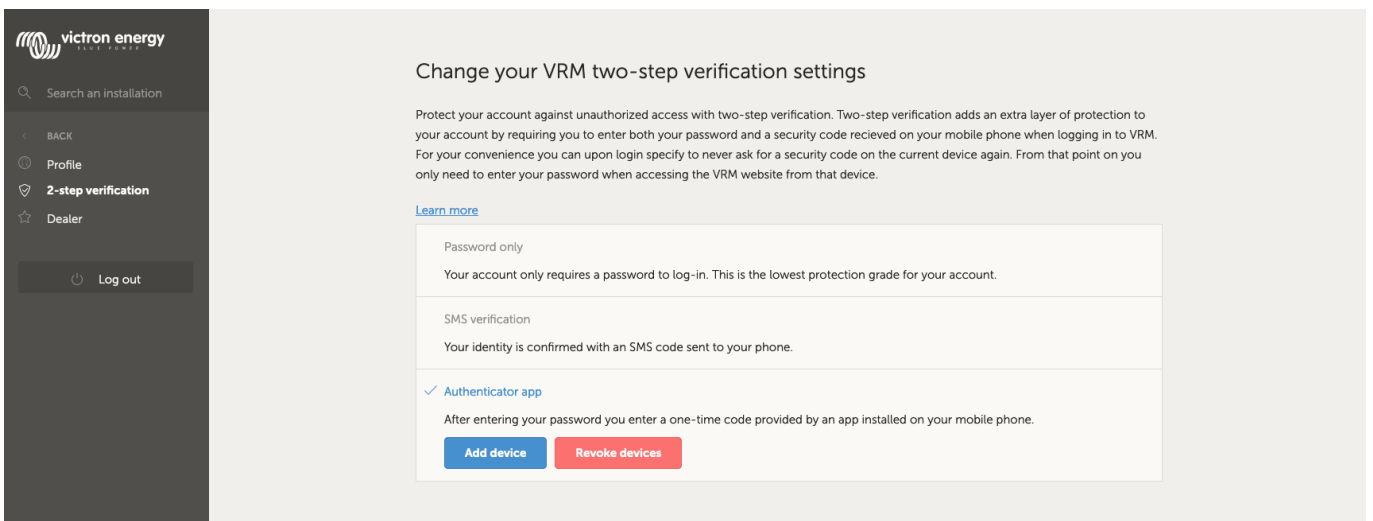 victron energy
BLUE POWER
Search an installation
BACK
Profile
2-step verification
Dealer
Log out
Change your VRM two-step verification settings
Protect your account against unauthorized access with two-step verification. Two-step verification adds an extra layer of protection to
your account by requiring you to enter both your password and a security code recieved on your mobile phone when logging in to VRM.
For your convenience you can upon login specify to never ask for a security code on the current device again. From that point on you
only need to enter your password when accessing the VRM website from that device.
Learn more
Password only
Your account only requires a password to log-in. This is the lowest protection grade for your account.
SMS verification
Your identity is confirmed with an SMS code sent to your phone.
Authenticator app
After entering your password you enter a one-time code provided by an app installed on your mobile phone.
Add device
Revoke devices